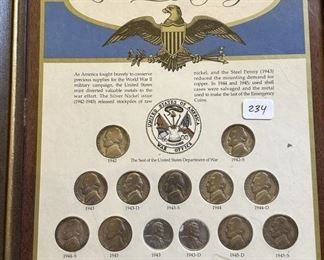 As America fought bravely to conserve
precious supplies for the World War II
military campaign, the United States
mint diverted valuable metals to the
war effort. The Silver Nickel issue
(1942-1945) released stockpiles of raw
nickel, and the Steel Penny (1943)
reduced the mounting demand for
copper. In 1944 and 1945 used shell
cases were salvaged and the metal
used to make the last of the Emergency
Coins.
234
UNITED STATES OF AMERICA
WAR OFFICE
1942
The Seal of the United States Department of War
1942-S
1943
1943-D
1943-S
1944
1944-D
1944-S
1945
1943
1943-D
1945-D
1945-S